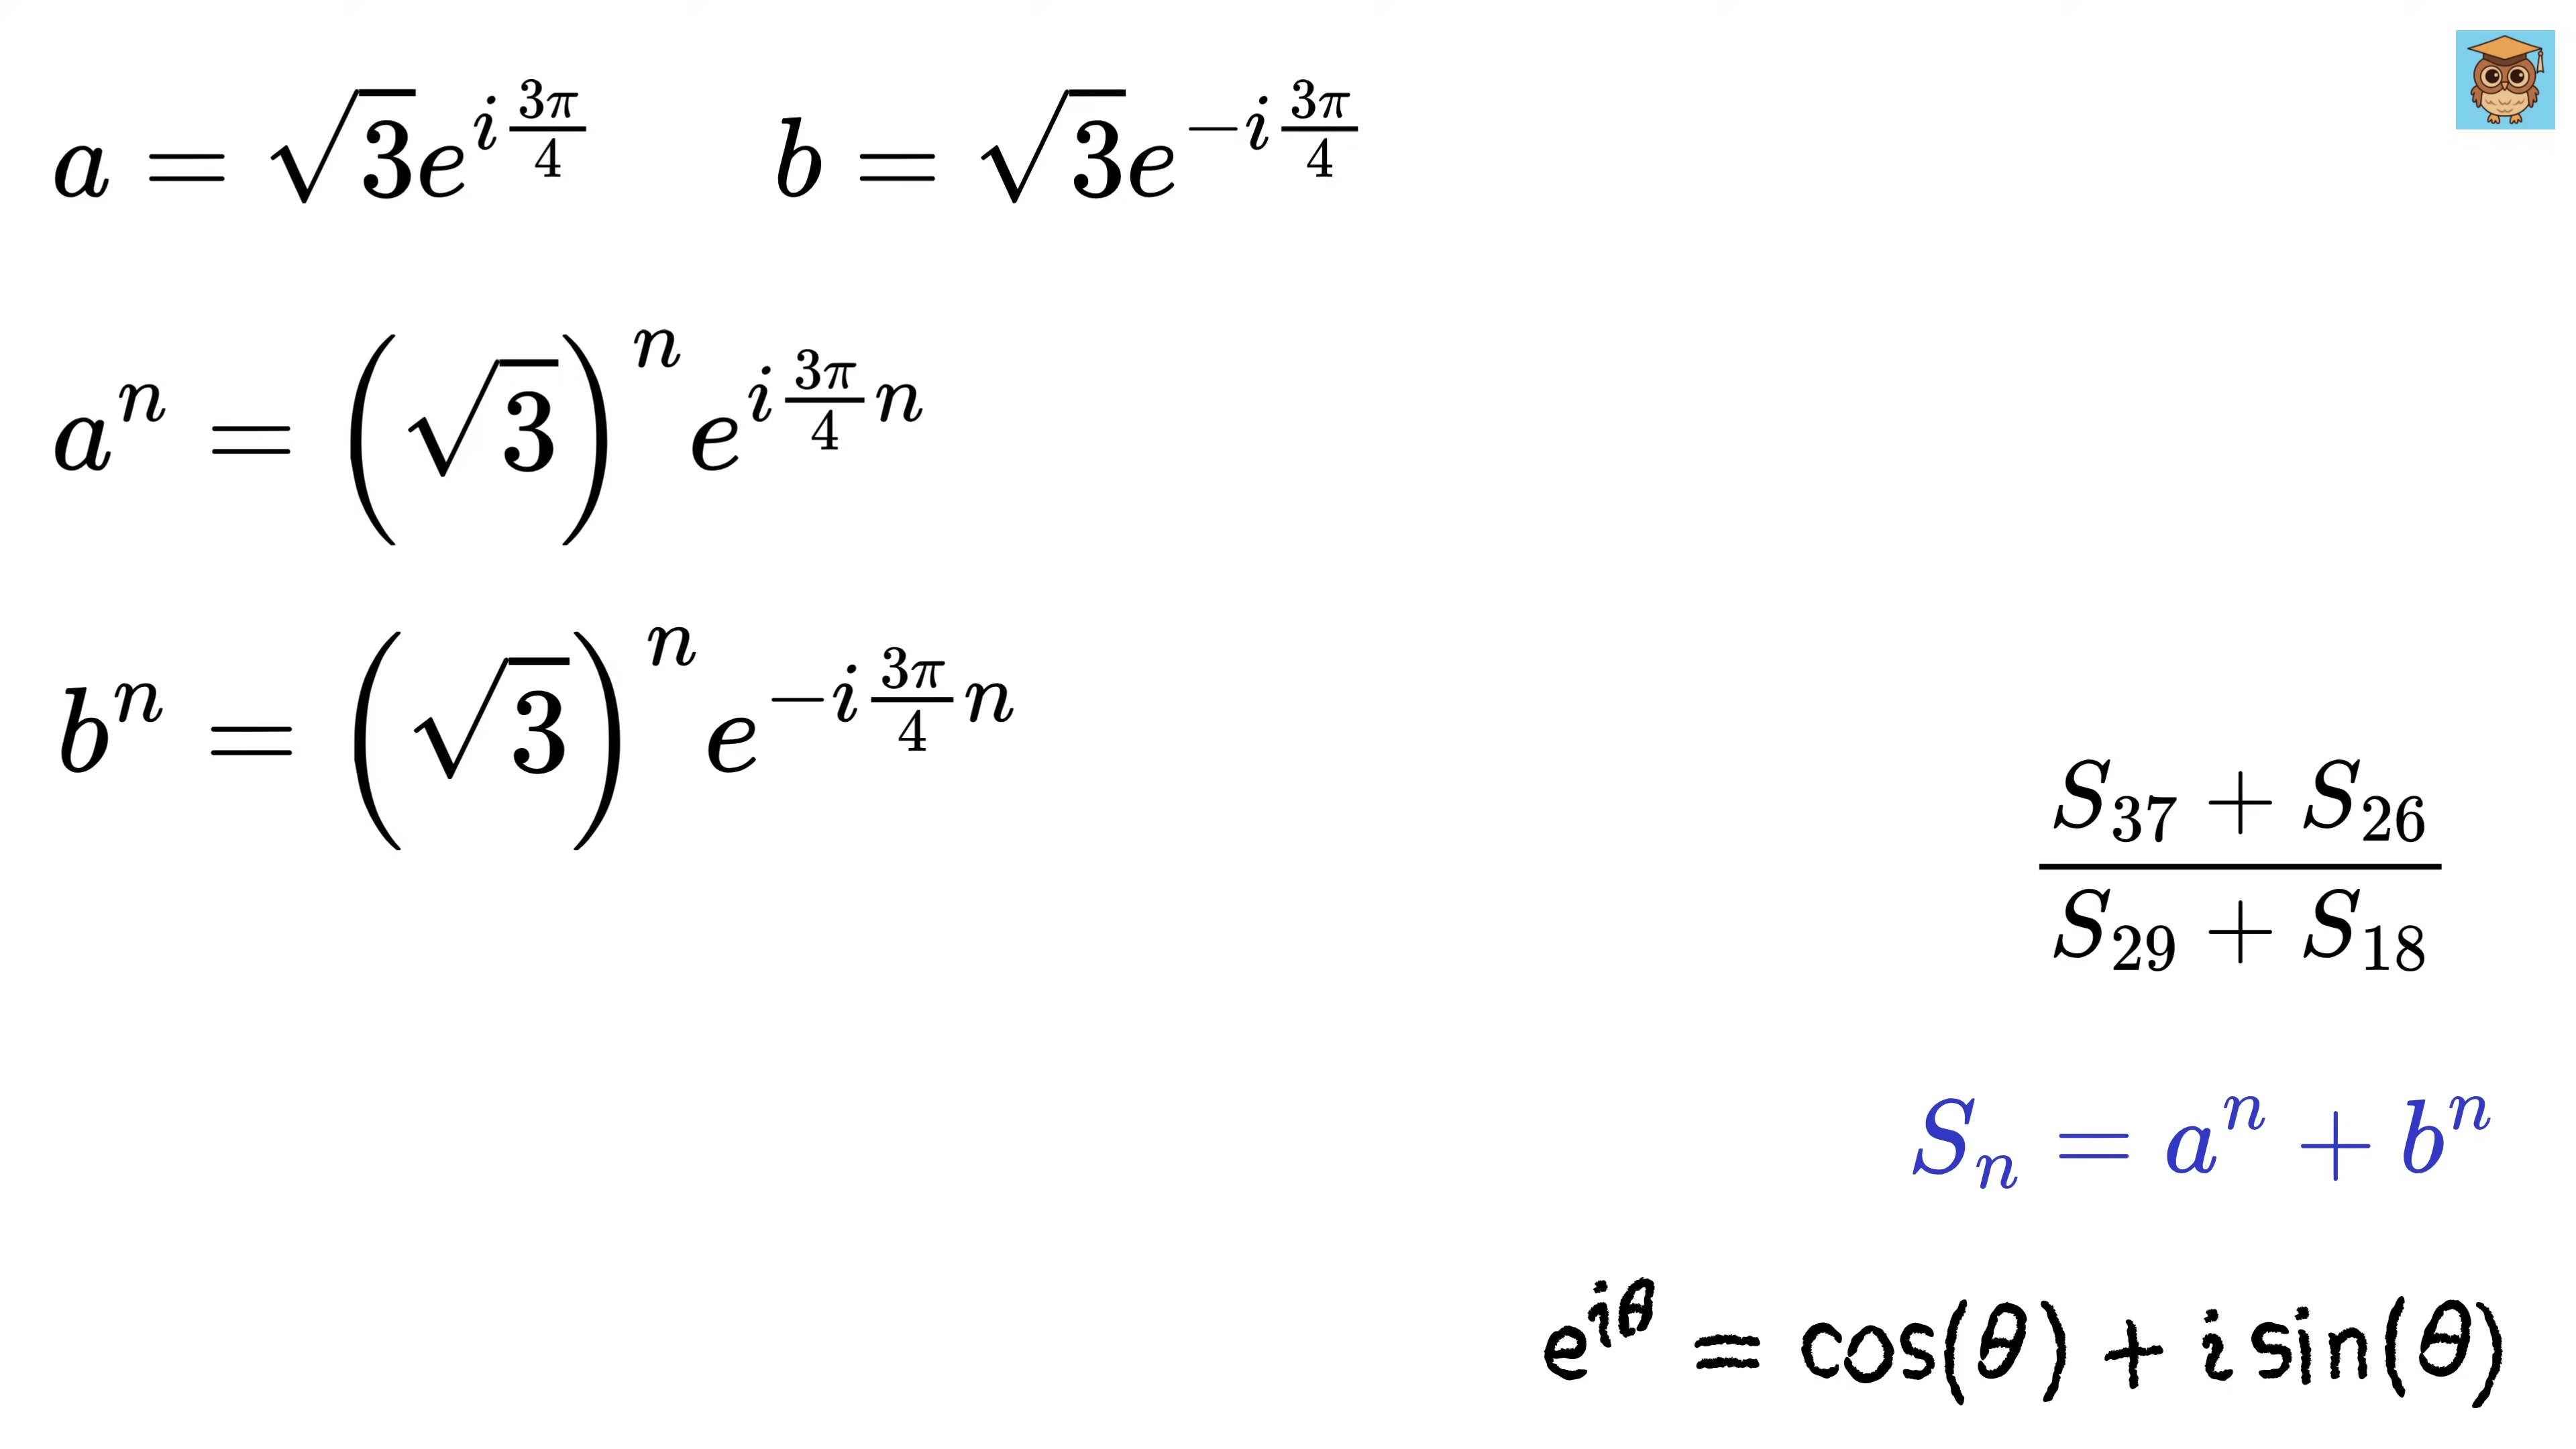 a = √3e^{i 3π/4}    b = √3e^{−i 3π/4}
a^n = (√3)^n e^{i 3π/4 n}
b^n = (√3)^n e^{−i 3π/4 n}
(S_37 + S_26)/(S_29 + S_18)
S_n = a^n + b^n
e^{iθ} = cos(θ) + i sin(θ)